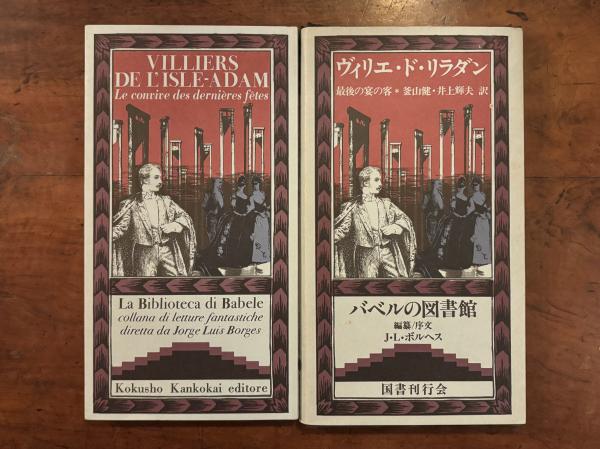 VILLIERS
DE L'ISLE-ADAM
Le convive des dernières fêtes
La Biblioteca di Babele
collana di letture fantastiche
diretta da Jorge Luis Borges
Kokusho Kankokai editore
ヴィリエ・ド・リラダン
最後の宴の客*釜山健・井上輝夫 訳
バベルの図書館
編纂/序文
J・L・ボルヘス
国書刊行会